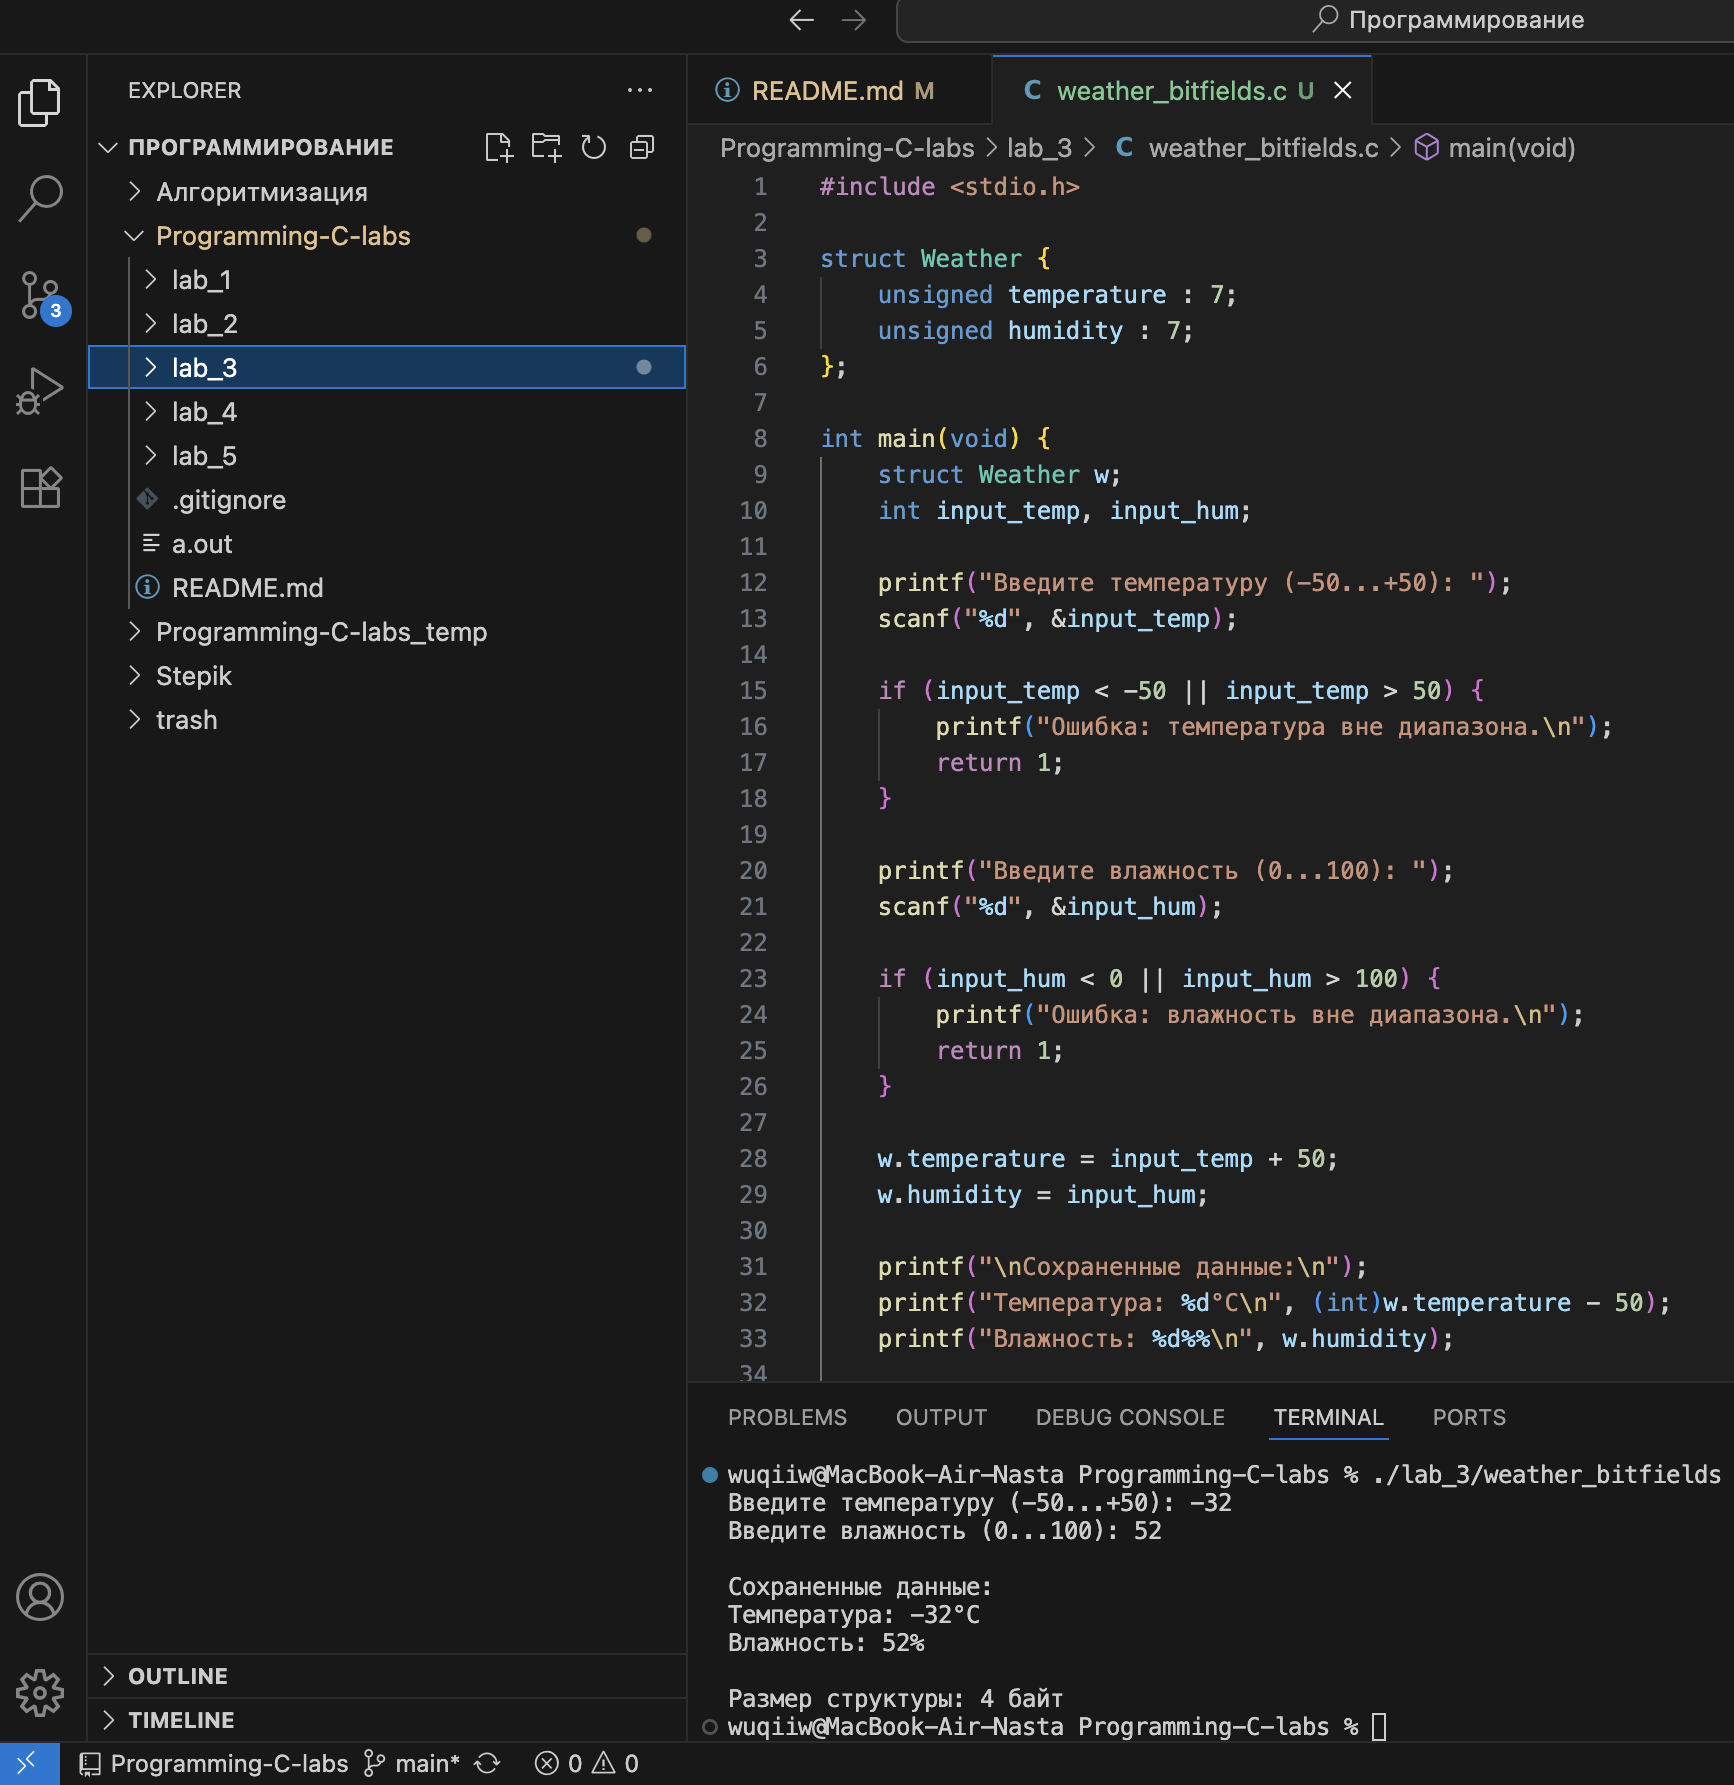 Программирование
EXPLORER
ПРОГРАММИРОВАНИЕ
Алгоритмизация
Programming-C-labs
lab_1
lab_2
lab_3
lab_4
lab_5
.gitignore
a.out
README.md
Programming-C-labs_temp
Stepik
trash
OUTLINE
TIMELINE
3
README.md M
C weather_bitfields.c U
Programming-C-labs > lab_3 > C weather_bitfields.c > main(void)
1 #include <stdio.h>
2
3 struct Weather {
4 unsigned temperature : 7;
5 unsigned humidity : 7;
6 };
7
8 int main(void) {
9 struct Weather w;
10 int input_temp, input_hum;
11
12 printf("Введите температуру (-50...+50): ");
13 scanf("%d", &input_temp);
14
15 if (input_temp < -50 || input_temp > 50) {
16 printf("Ошибка: температура вне диапазона.\n");
17 return 1;
18 }
19
20 printf("Введите влажность (0...100): ");
21 scanf("%d", &input_hum);
22
23 if (input_hum < 0 || input_hum > 100) {
24 printf("Ошибка: влажность вне диапазона.\n");
25 return 1;
26 }
27
28 w.temperature = input_temp + 50;
29 w.humidity = input_hum;
30
31 printf("\nСохраненные данные:\n");
32 printf("Температура: %d°C\n", (int)w.temperature - 50);
33 printf("Влажность: %d%%\n", w.humidity);
34
PROBLEMS OUTPUT DEBUG CONSOLE TERMINAL PORTS
wuqiiw@MacBook-Air-Nasta Programming-C-labs % ./lab_3/weather_bitfields
Введите температуру (-50...+50): -32
Введите влажность (0...100): 52
Сохраненные данные:
Температура: -32°C
Влажность: 52%
Размер структуры: 4 байт
wuqiiw@MacBook-Air-Nasta Programming-C-labs %
Programming-C-labs main* 0 0